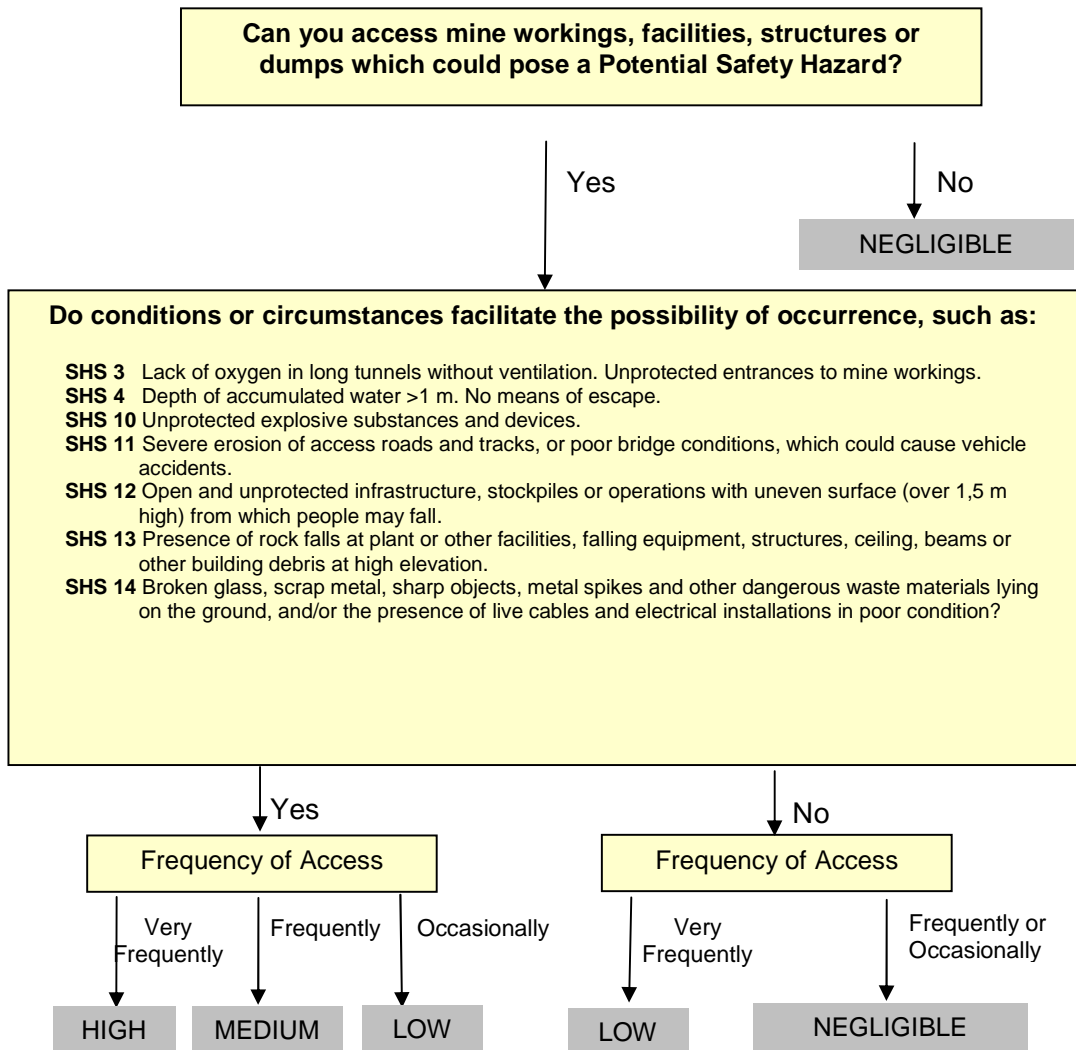 Can you access mine workings, facilities, structures or
dumps which could pose a Potential Safety Hazard?
Yes
No
NEGLIGIBLE
Do conditions or circumstances facilitate the possibility of occurrence, such as:
SHS 3 Lack of oxygen in long tunnels without ventilation. Unprotected entrances to mine workings.
SHS 4 Depth of accumulated water >1 m. No means of escape.
SHS 10 Unprotected explosive substances and devices.
SHS 11 Severe erosion of access roads and tracks, or poor bridge conditions, which could cause vehicle
accidents.
SHS 12 Open and unprotected infrastructure, stockpiles or operations with uneven surface (over 1,5 m
high) from which people may fall.
SHS 13 Presence of rock falls at plant or other facilities, falling equipment, structures, ceiling, beams or
other building debris at high elevation.
SHS 14 Broken glass, scrap metal, sharp objects, metal spikes and other dangerous waste materials lying
on the ground, and/or the presence of live cables and electrical installations in poor condition?
Yes
No
Frequency of Access
Frequency of Access
Very
Frequently
Frequently
Occasionally
Very
Frequently
Frequently or
Occasionally
HIGH
MEDIUM
LOW
LOW
NEGLIGIBLE